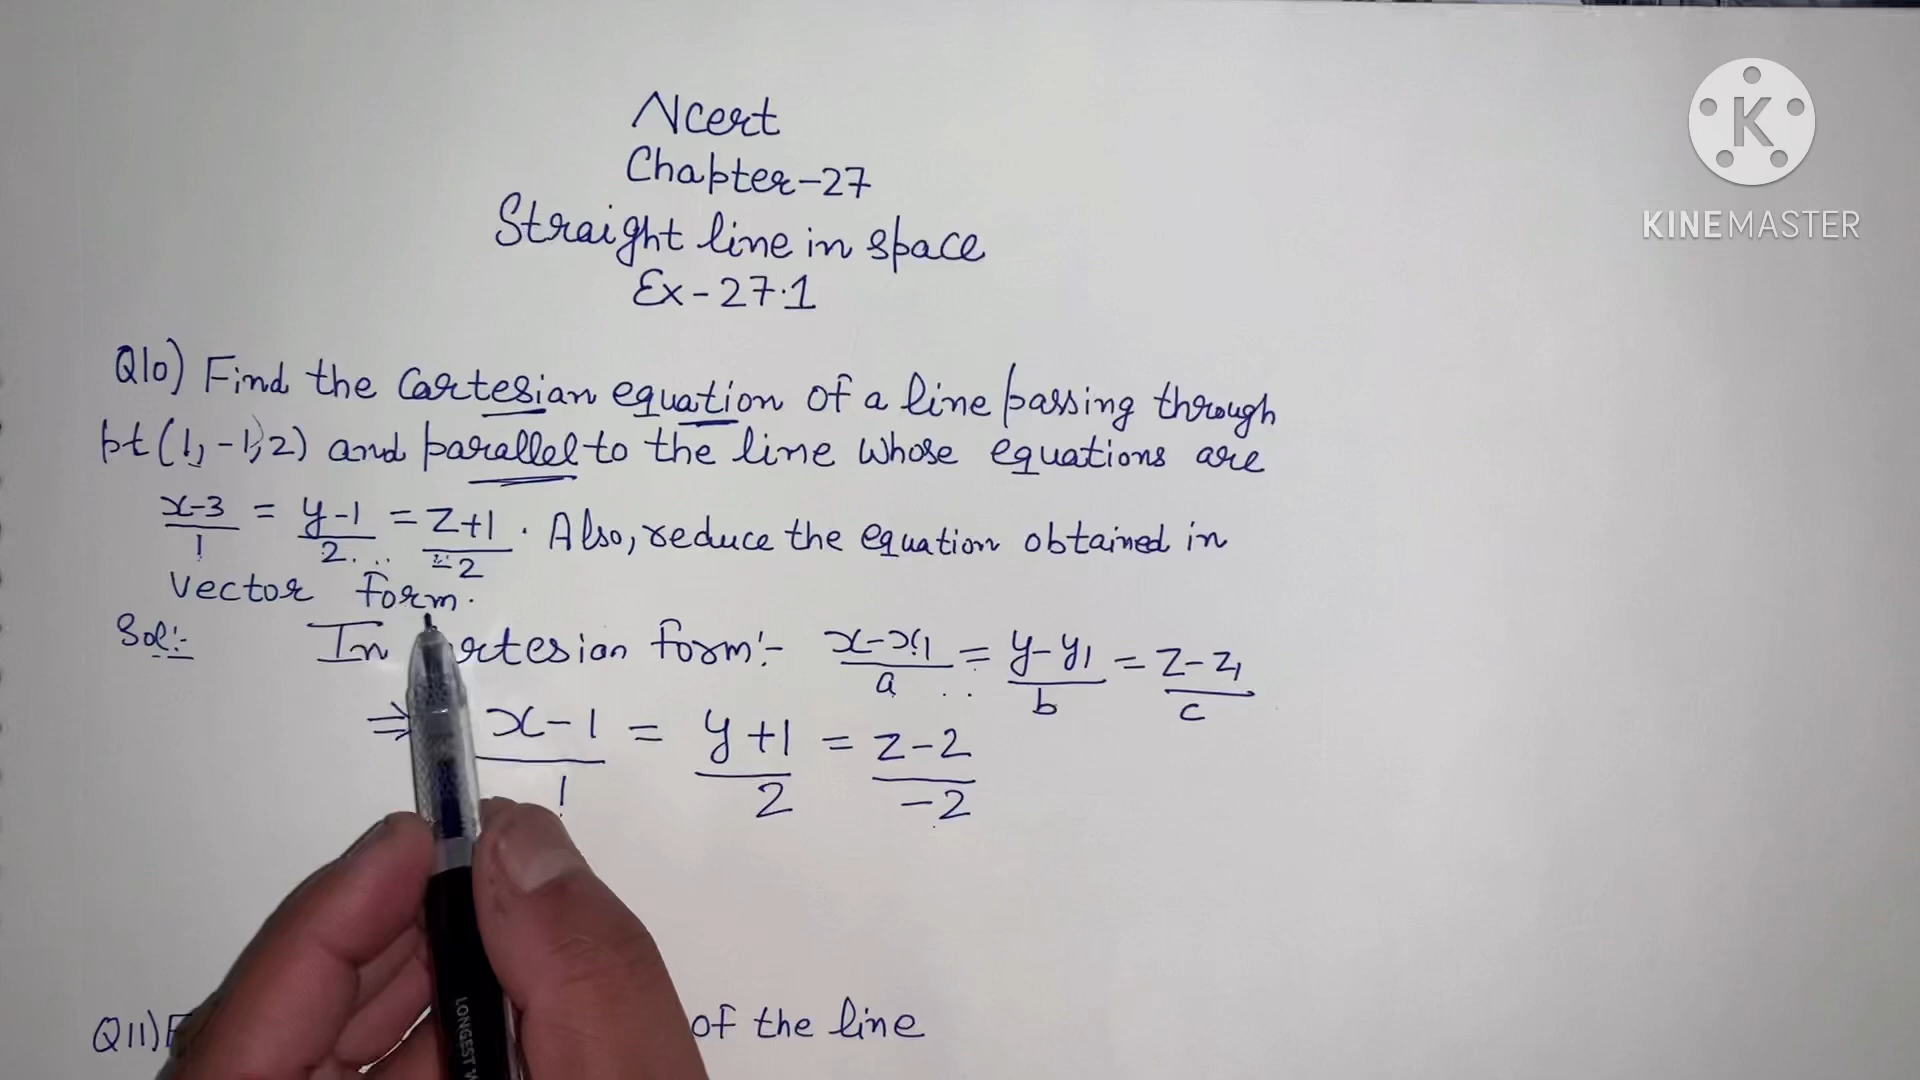 Ncert
Chapter-27
Straight line in space
Ex-27.1
K
KINEMASTER
Q10) Find the Cartesian equation of a line passing through
pt (1, -1, 2) and parallel to the line whose equations are
x-3/1 = y-1/2 = z+1/-2 . Also, reduce the equation obtained in
vector form.
Sol:- In form:- x-x1/a = y-y1/b = z-z1/c
⇒ x-1/1 = y+1/2 = z-2/-2
Q11) of the line
LONGEST